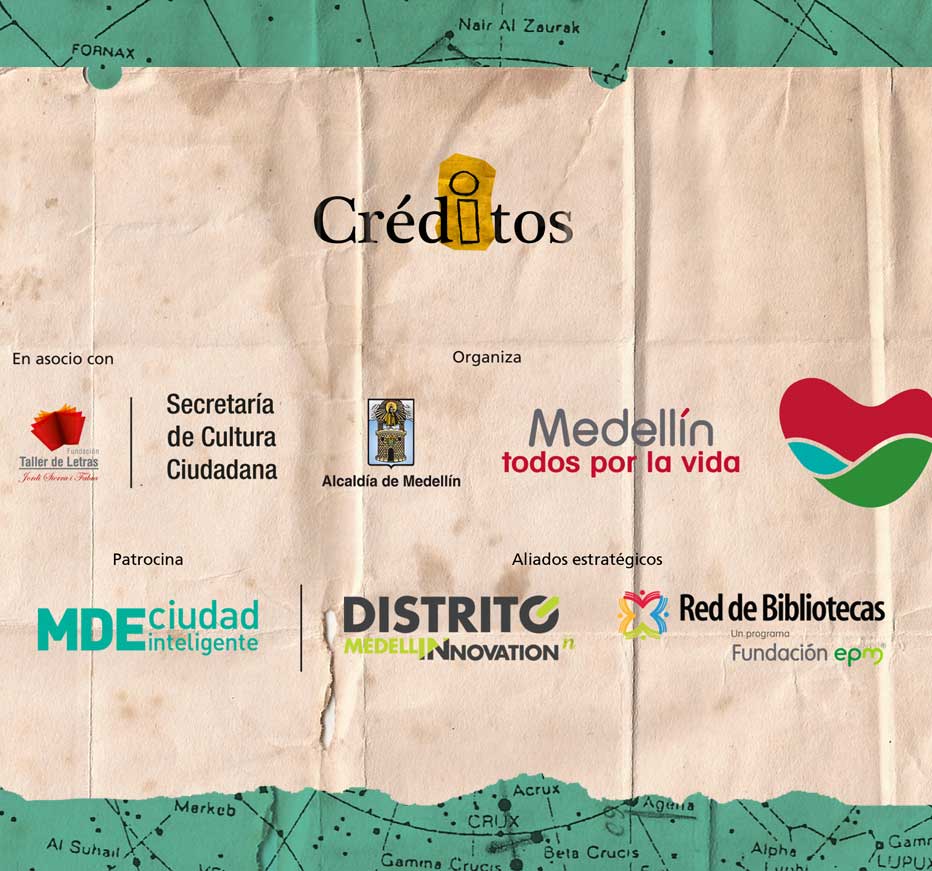 Nair Al Zaurak
FORNAX
Créditos
En asocio con
Fundación
Taller de Letras
Jordi Sierra i Fabra
Secretaría
de Cultura
Ciudadana
Organiza
Alcaldía de Medellín
Medellín
todos por la vida
Patrocina
MDE ciudad
inteligente
Aliados estratégicos
DISTRITO
MEDELLINNOVATION n
Red de Bibliotecas
Un programa
Fundación epm®
Markeb
Acrux
Agena
CRUX
Al Suhail
Gamma Crucis
Beta Crucis
Alpha
Lupi
Gam
LUPUX